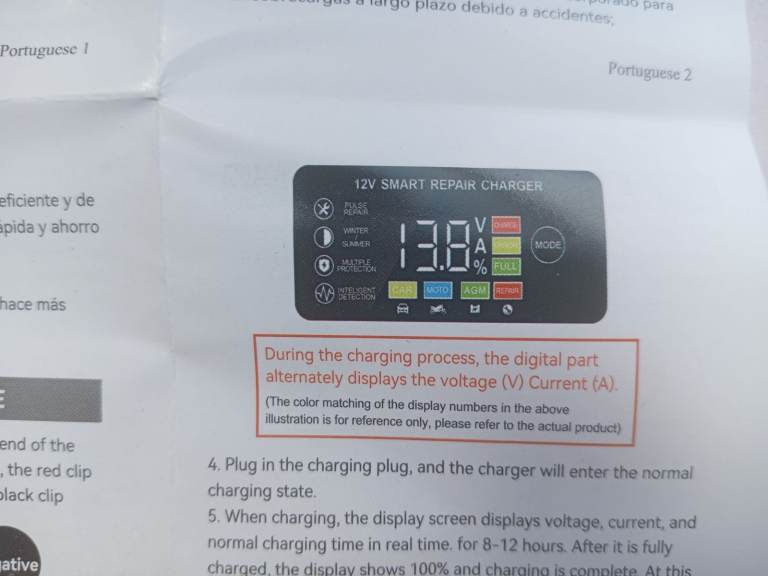 a largo plazo debido a accidentes;
para
Portuguese 1
Portuguese 2
eficiente y de
ápida y ahorro
hace más
end of the
, the red clip
black clip
ative
12V SMART REPAIR CHARGER
PULSE
REPAIR
WINTER
SUMMER
MULTIPLE
PROTECTION
INTELIGENT
DETECTION
13.8
V
A
%
CHARGE
ERROR
FULL
MODE
CAR
MOTO
AGM
REPAIR
During the charging process, the digital part
alternately displays the voltage (V) Current (A).
(The color matching of the display numbers in the above
illustration is for reference only, please refer to the actual product)
4. Plug in the charging plug, and the charger will enter the normal
charging state.
5. When charging, the display screen displays voltage, current, and
normal charging time in real time. for 8-12 hours. After it is fully
charged, the display shows 100% and charging is complete. At this